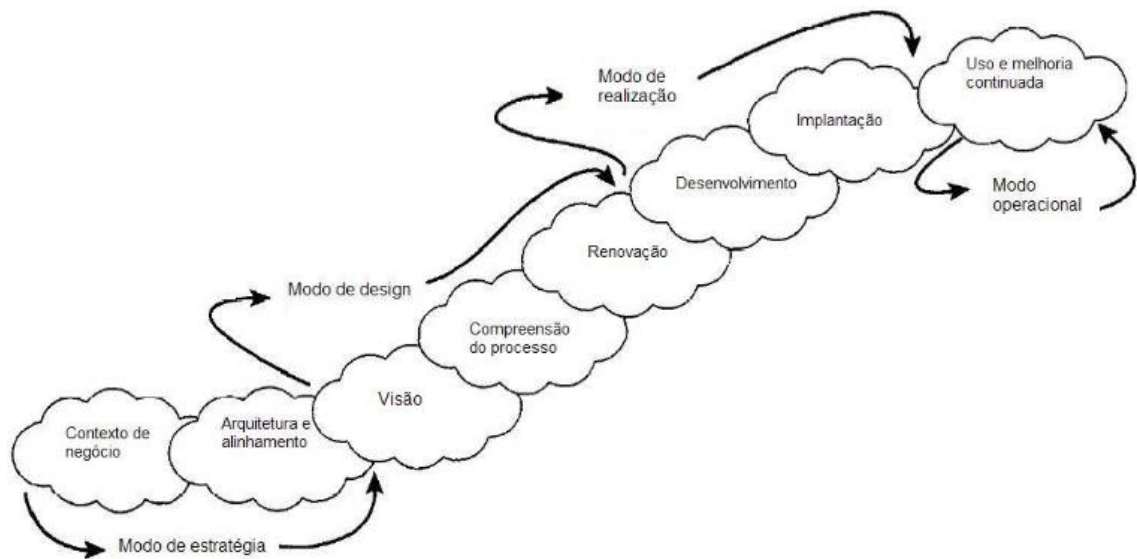 Contexto de
negócio
Arquitetura e
alinhamento
Modo de estratégia
Visão
Modo de design
Compreensão
do processo
Renovação
Desenvolvimento
Modo de
realização
Implantação
Uso e melhoria
continuada
Modo
operacional